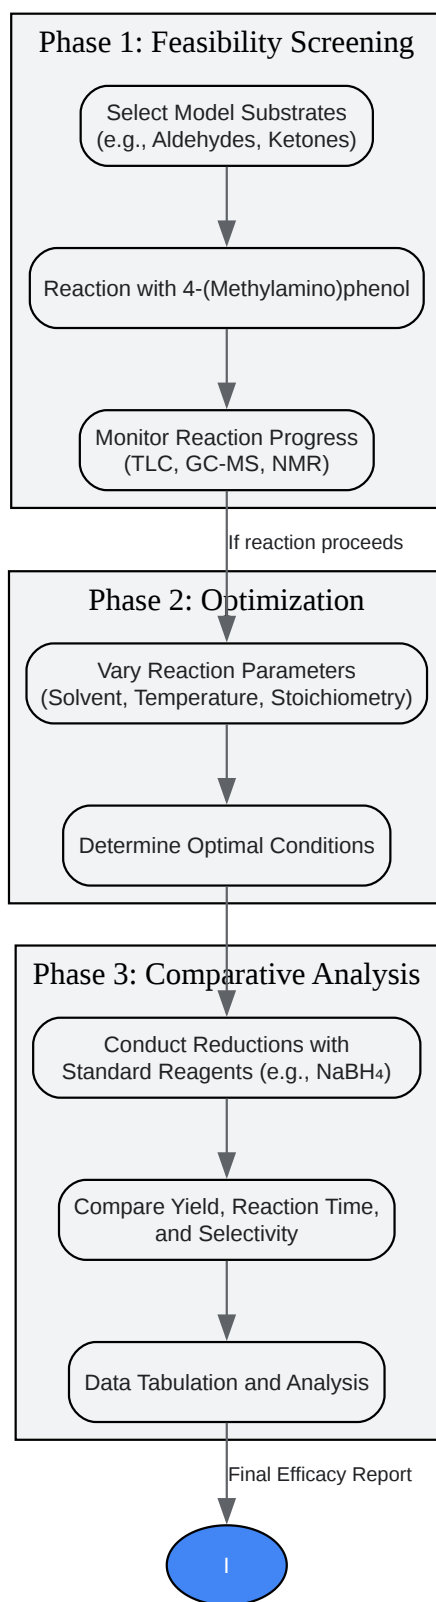 Phase 1: Feasibility Screening
Select Model Substrates
(e.g., Aldehydes, Ketones)
Reaction with 4-(Methylamino)phenol
Monitor Reaction Progress
(TLC, GC-MS, NMR)
If reaction proceeds
Phase 2: Optimization
Vary Reaction Parameters
(Solvent, Temperature, Stoichiometry)
Determine Optimal Conditions
Phase 3: Comparative Analysis
Conduct Reductions with
Standard Reagents (e.g., NaBH₄)
Compare Yield, Reaction Time,
and Selectivity
Data Tabulation and Analysis
Final Efficacy Report
I